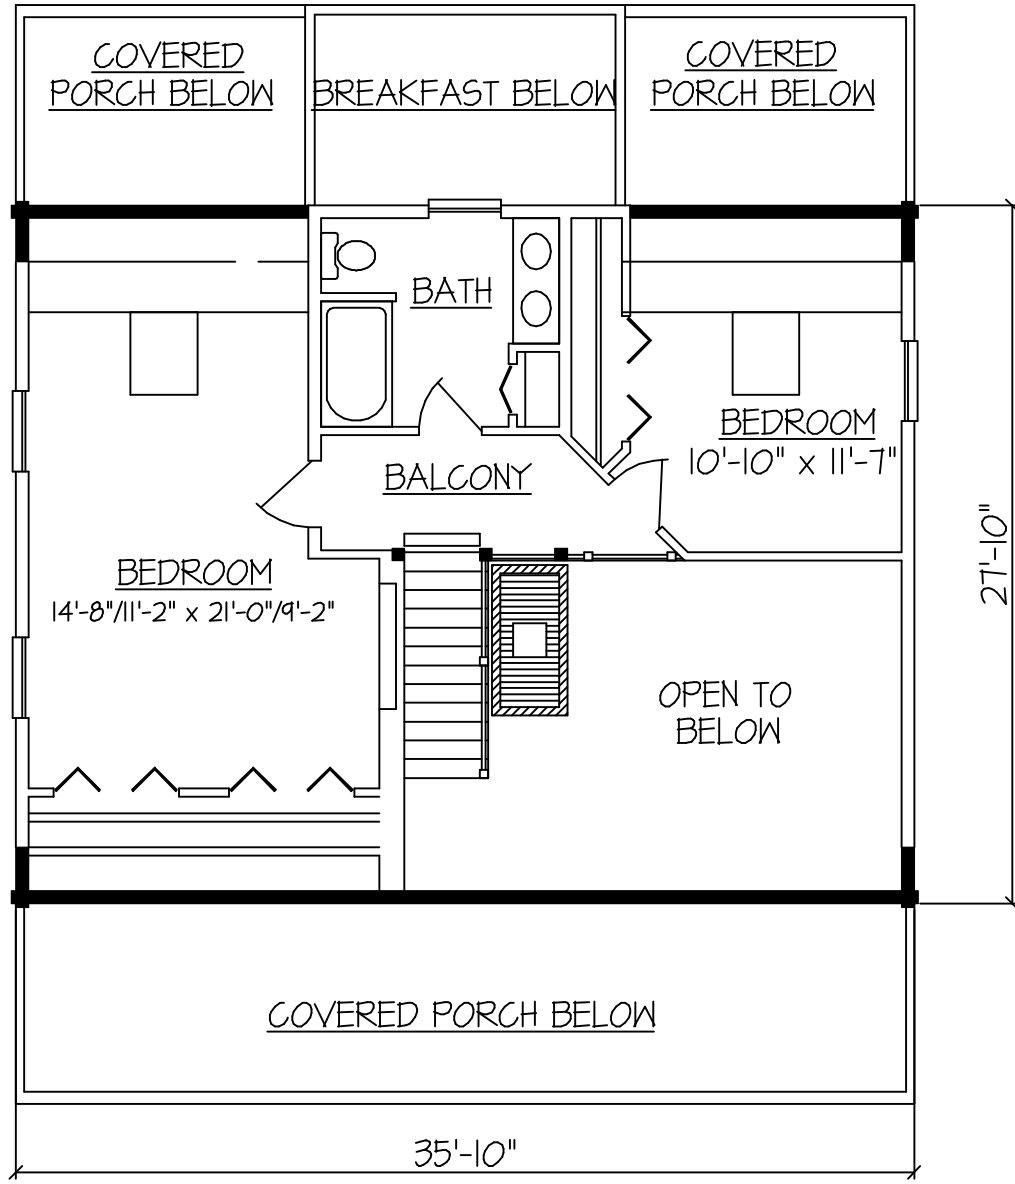 COVERED
PORCH BELOW
BREAKFAST BELOW
COVERED
PORCH BELOW
BATH
BEDROOM
10'-10" x 11'-7"
BALCONY
27'-10"
BEDROOM
14'-8"/11'-2" x 21'-0"/9'-2"
OPEN TO
BELOW
COVERED PORCH BELOW
35'-10"